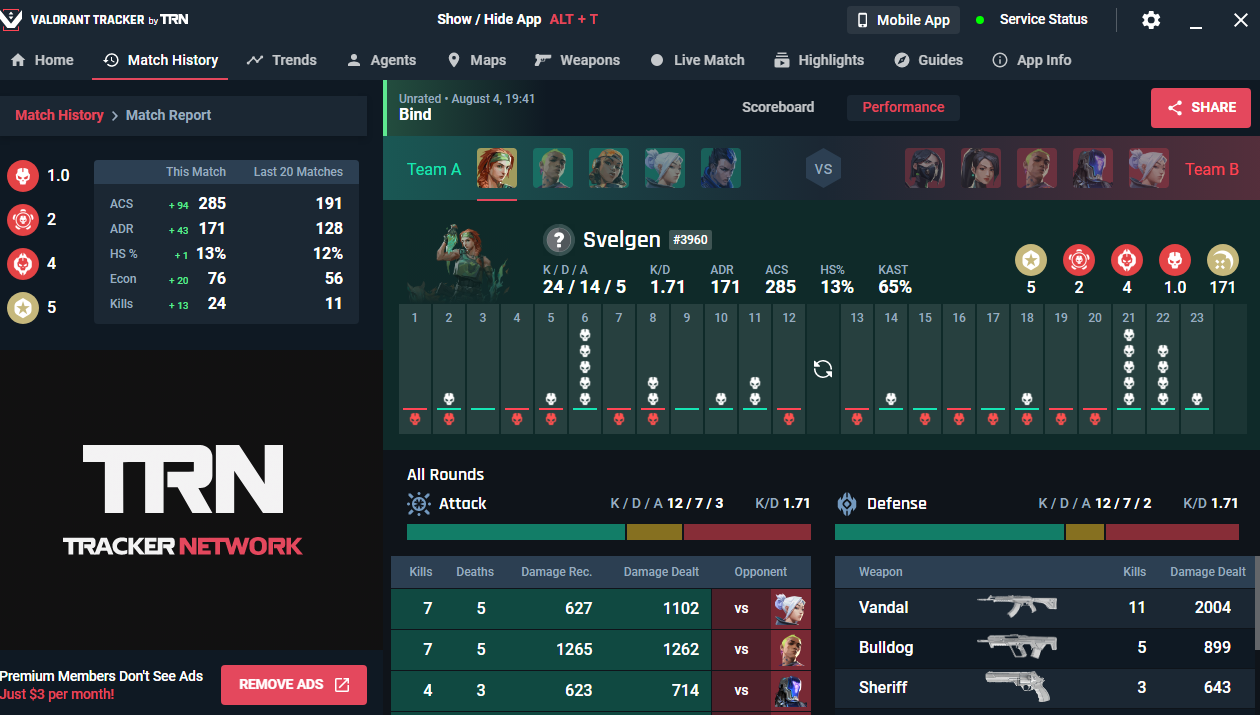 VALORANT TRACKER by TRN
Show / Hide App ALT + T
Mobile App
Service Status
Home
Match History
Trends
Agents
Maps
Weapons
Live Match
Highlights
Guides
App Info
Match History > Match Report
1.0
2
4
5
This Match Last 20 Matches
ACS + 94 285 191
ADR + 43 171 128
HS % + 1 13% 12%
Econ + 20 76 56
Kills + 13 24 11
TRN
TRACKER NETWORK
Premium Members Don't See Ads
Just $3 per month!
REMOVE ADS
Unrated • August 4, 19:41
Bind
Scoreboard
Performance
SHARE
Team A
VS
Team B
? Svelgen #3960
K / D / A K/D ADR ACS HS% KAST
24 / 14 / 5 1.71 171 285 13% 65%
5 2 4 1.0 171
1 2 3 4 5 6 7 8 9 10 11 12 13 14 15 16 17 18 19 20 21 22 23
All Rounds
Attack K / D / A 12 / 7 / 3 K/D 1.71
Defense K / D / A 12 / 7 / 2 K/D 1.71
Kills Deaths Damage Rec. Damage Dealt Opponent
7 5 627 1102 vs
7 5 1265 1262 vs
4 3 623 714 vs
Weapon Kills Damage Dealt
Vandal 11 2004
Bulldog 5 899
Sheriff 3 643